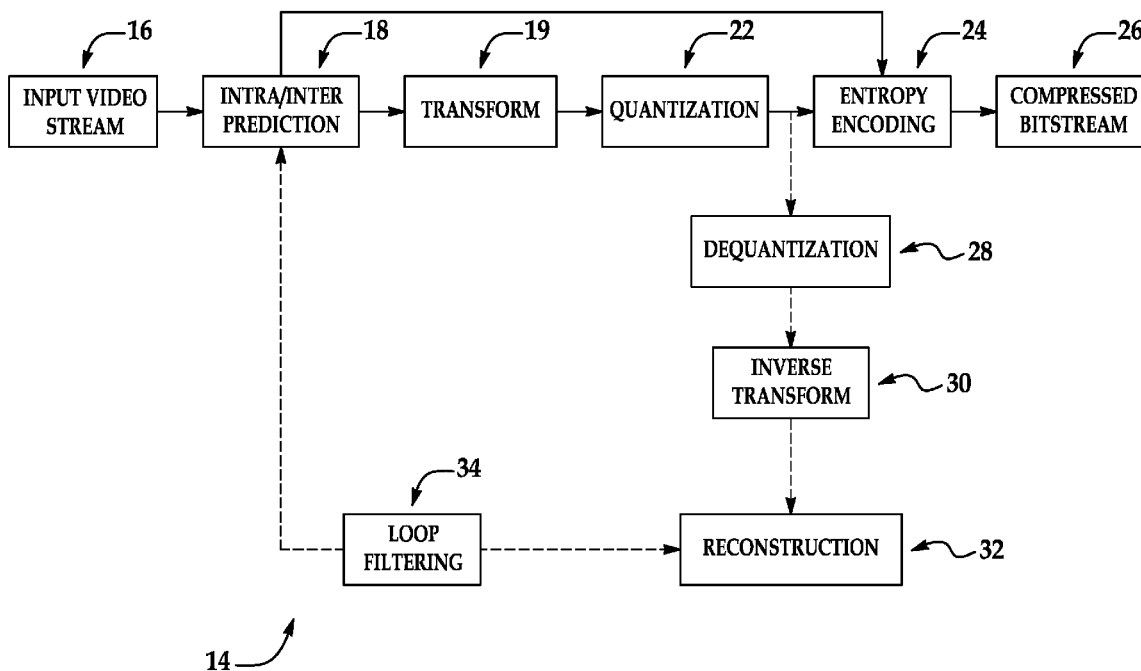 16
18
19
22
24
26
INPUT VIDEO
STREAM
INTRA/INTER
PREDICTION
TRANSFORM
QUANTIZATION
ENTROPY
ENCODING
COMPRESSED
BITSTREAM
DEQUANTIZATION
28
INVERSE
TRANSFORM
30
34
LOOP
FILTERING
RECONSTRUCTION
32
14